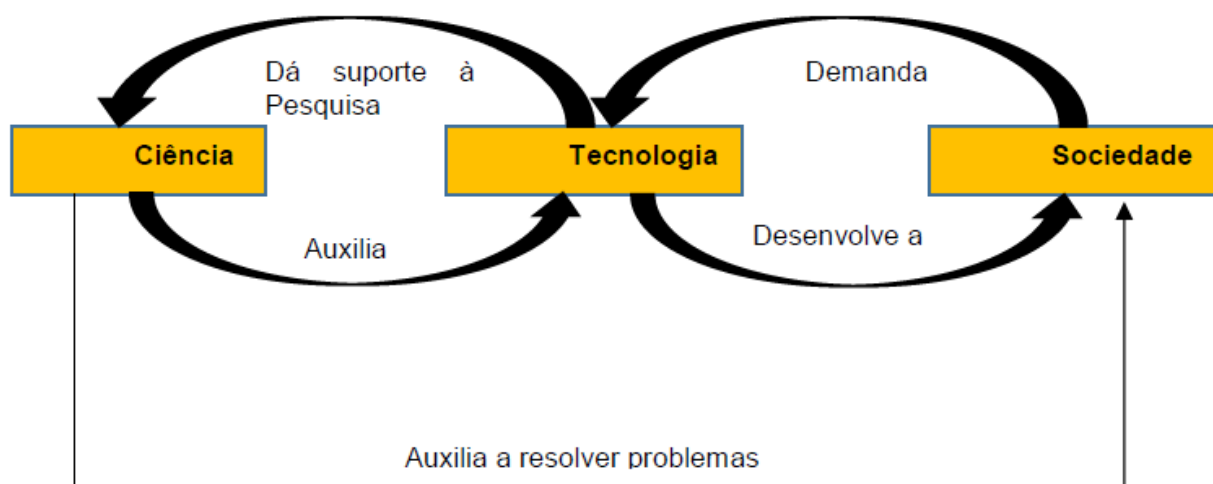 Dá suporte à
Pesquisa
Demanda
Ciência
Tecnologia
Sociedade
Auxilia
Desenvolve a
Auxilia a resolver problemas